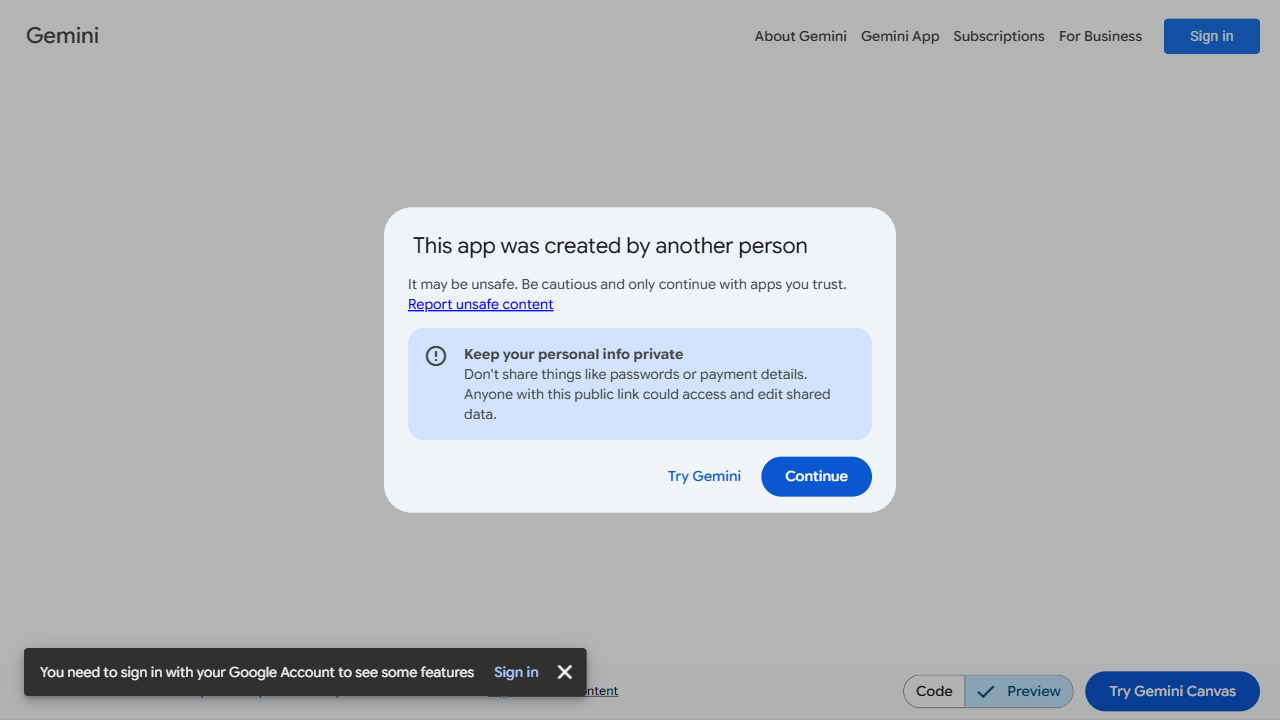 Gemini
About Gemini
Gemini App
Subscriptions
For Business
Sign in
This app was created by another person
It may be unsafe. Be cautious and only continue with apps you trust.
Report unsafe content
Keep your personal info private
Don't share things like passwords or payment details.
Anyone with this public link could access and edit shared
data.
Try Gemini
Continue
You need to sign in with your Google Account to see some features
Sign in
Code
Preview
Try Gemini Canvas